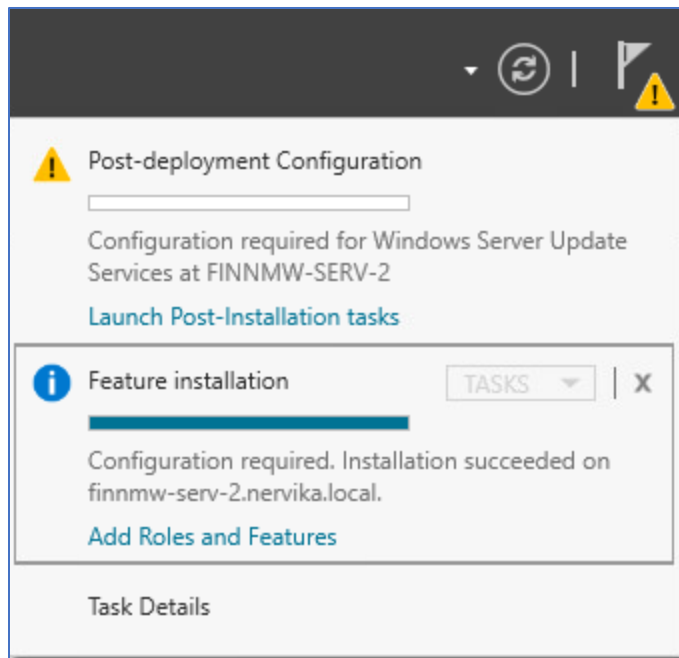 Post-deployment Configuration
Configuration required for Windows Server Update
Services at FINNMW-SERV-2
Launch Post-Installation tasks
Feature installation
TASKS
X
Configuration required. Installation succeeded on
finnmw-serv-2.nervika.local.
Add Roles and Features
Task Details